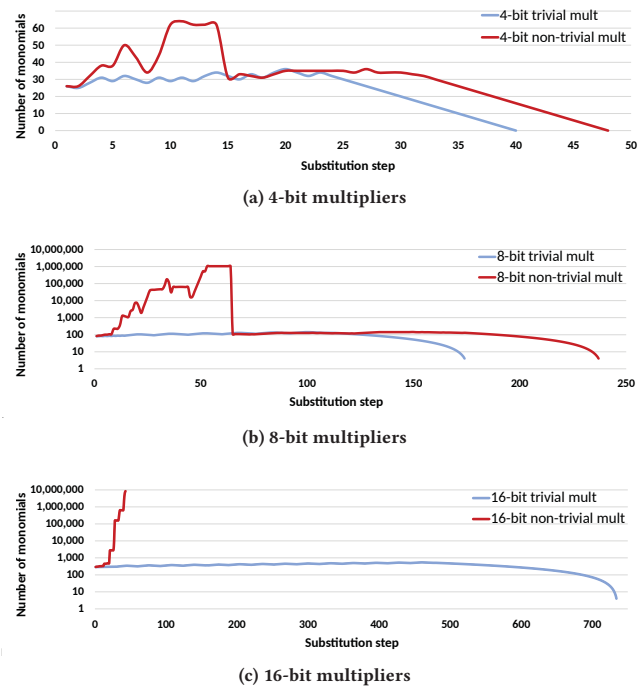 Number of monomials
60
50
40
30
20
10
0
0 5 10 15 20 25 30 35 40 45 50
Substitution step
4-bit trivial mult
4-bit non-trivial mult
(a) 4-bit multipliers
Number of monomials
10,000,000
1,000,000
100,000
10,000
1,000
100
10
1
0 50 100 150 200 250
Substitution step
8-bit trivial mult
8-bit non-trivial mult
(b) 8-bit multipliers
Number of monomials
10,000,000
1,000,000
100,000
10,000
1,000
100
10
1
0 100 200 300 400 500 600 700
Substitution step
16-bit trivial mult
16-bit non-trivial mult
(c) 16-bit multipliers